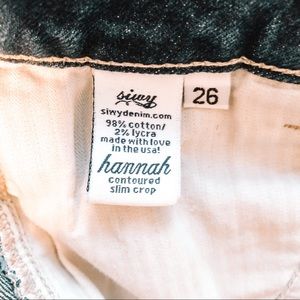 siwy
siwydenim.com
98% cotton/
2% lycra
made with love
in the usa!
hannah
contoured
slim crop
26